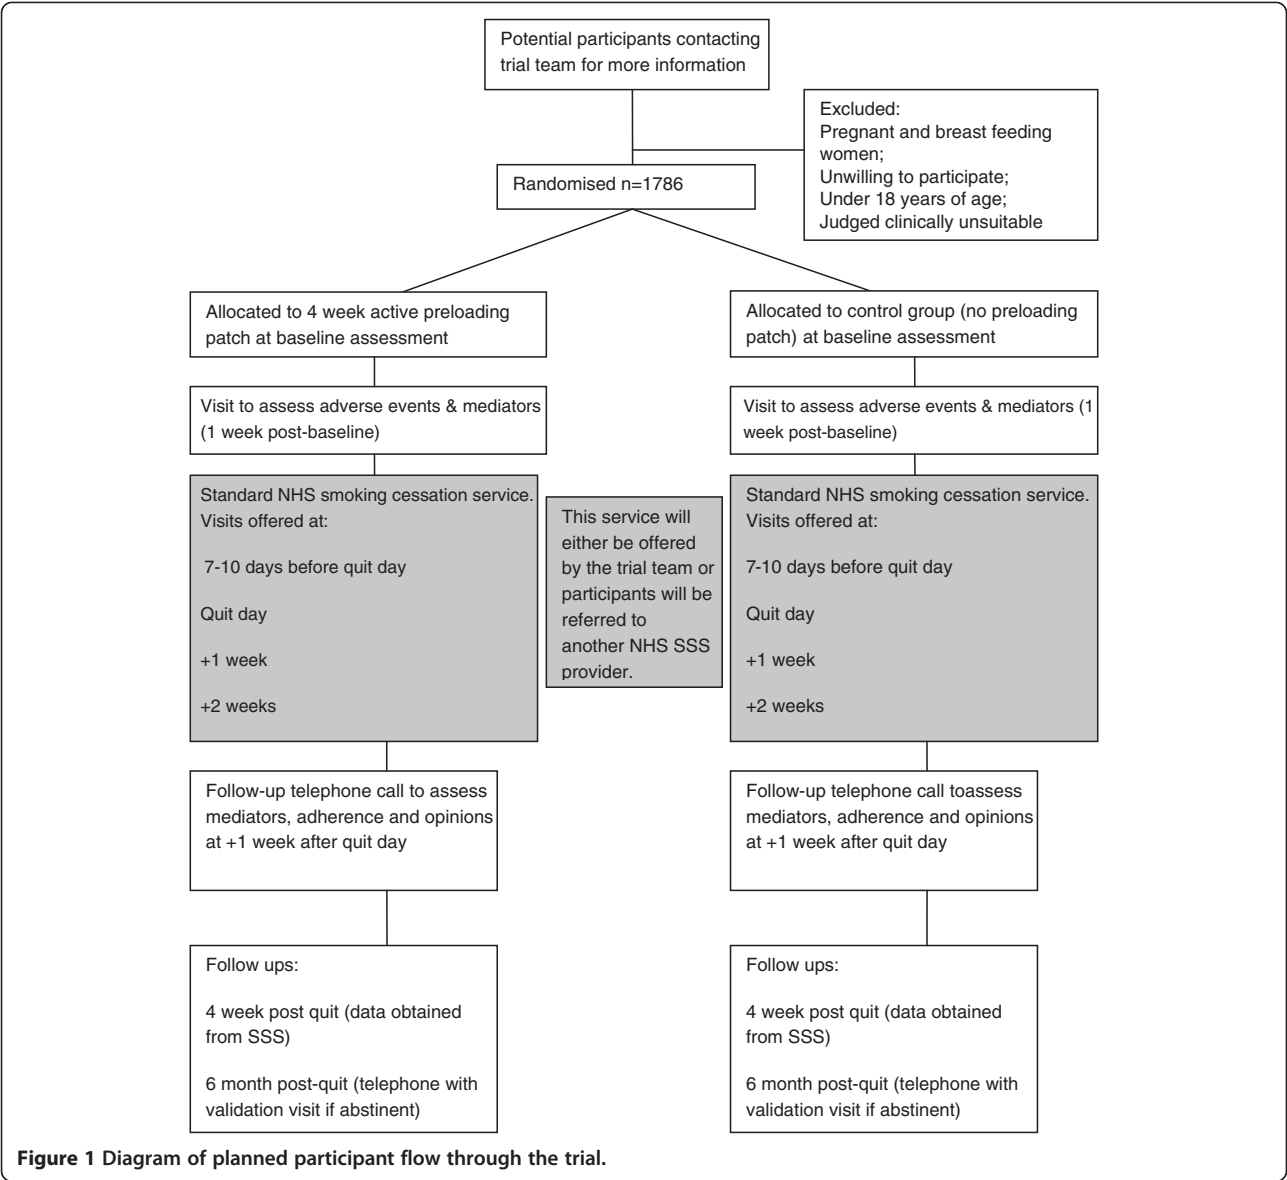 Potential participants contacting
trial team for more information
Excluded:
Pregnant and breast feeding
women;
Unwilling to participate;
Under 18 years of age;
Judged clinically unsuitable
Randomised n=1786
Allocated to 4 week active preloading
patch at baseline assessment
Allocated to control group (no preloading
patch) at baseline assessment
Visit to assess adverse events & mediators
(1 week post-baseline)
Visit to assess adverse events & mediators (1
week post-baseline)
Standard NHS smoking cessation service.
Visits offered at:
7-10 days before quit day
Quit day
+1 week
+2 weeks
This service will
either be offered
by the trial team or
participants will be
referred to
another NHS SSS
provider.
Standard NHS smoking cessation service.
Visits offered at:
7-10 days before quit day
Quit day
+1 week
+2 weeks
Follow-up telephone call to assess
mediators, adherence and opinions
at +1 week after quit day
Follow-up telephone call toassess
mediators, adherence and opinions
at +1 week after quit day
Follow ups:
4 week post quit (data obtained
from SSS)
6 month post-quit (telephone with
validation visit if abstinent)
Follow ups:
4 week post quit (data obtained
from SSS)
6 month post-quit (telephone with
validation visit if abstinent)
Figure 1 Diagram of planned participant flow through the trial.